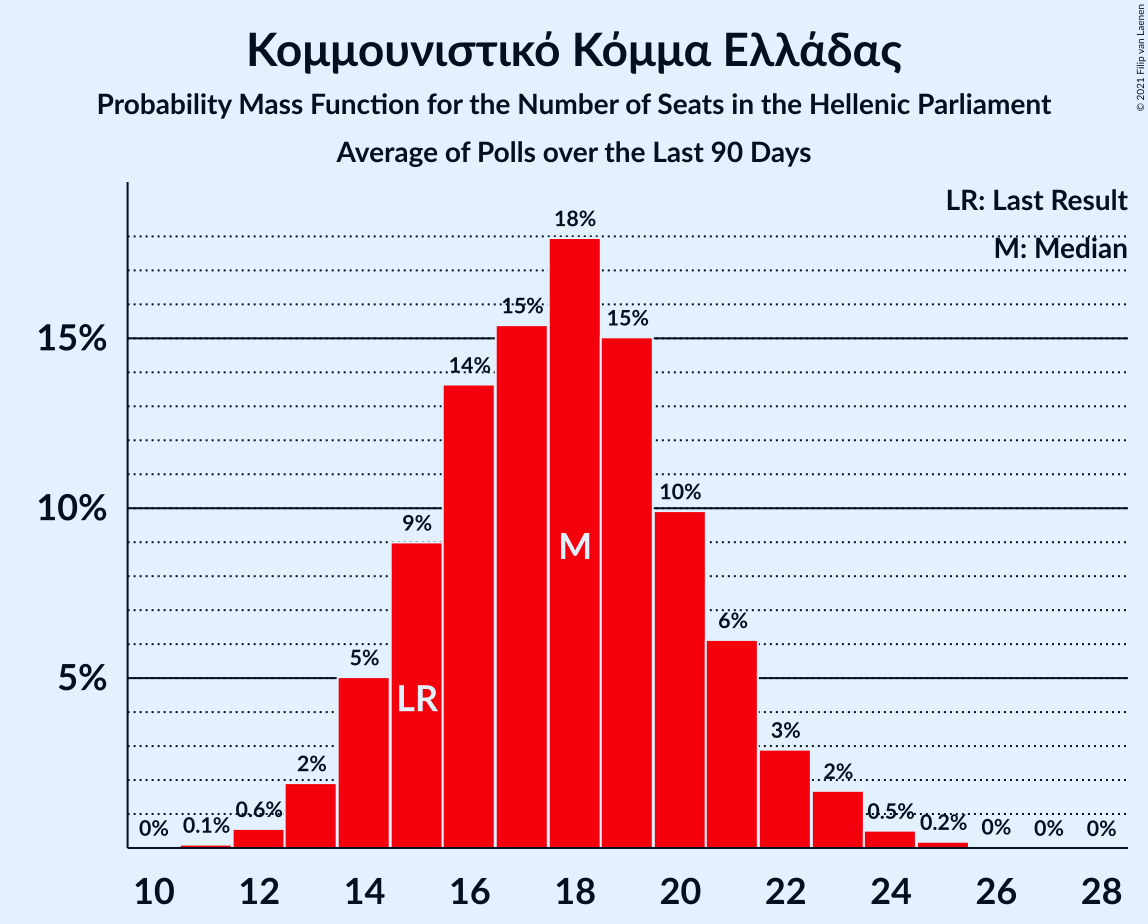 Κομμουνιστικό Κόμμα Ελλάδας
Probability Mass Function for the Number of Seats in the Hellenic Parliament
Average of Polls over the Last 90 Days
© 2021 Filip van Laenen
LR: Last Result
M: Median
15%
10%
5%
0%
0.1%
0.6%
2%
5%
9%
14%
15%
18%
15%
10%
6%
3%
2%
0.5%
0.2%
0%
0%
0%
LR
M
10 12 14 16 18 20 22 24 26 28